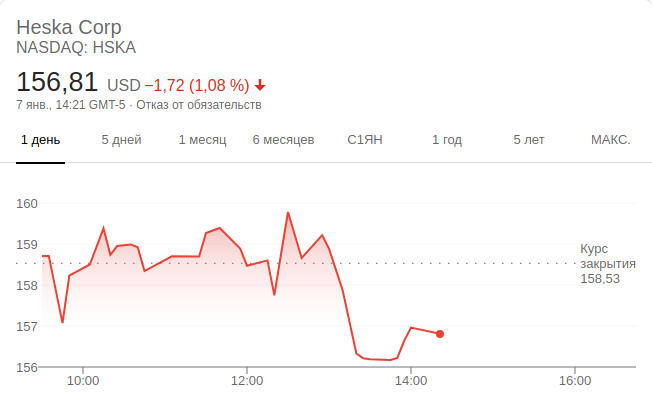 Heska Corp
NASDAQ: HSKA
156,81 USD −1,72 (1,08 %)
7 янв., 14:21 GMT-5 · Отказ от обязательств
1 день 5 дней 1 месяц 6 месяцев С1ЯН 1 год 5 лет МАКС.
160
159
158
157
156
Курс
закрытия
158,53
10:00 12:00 14:00 16:00